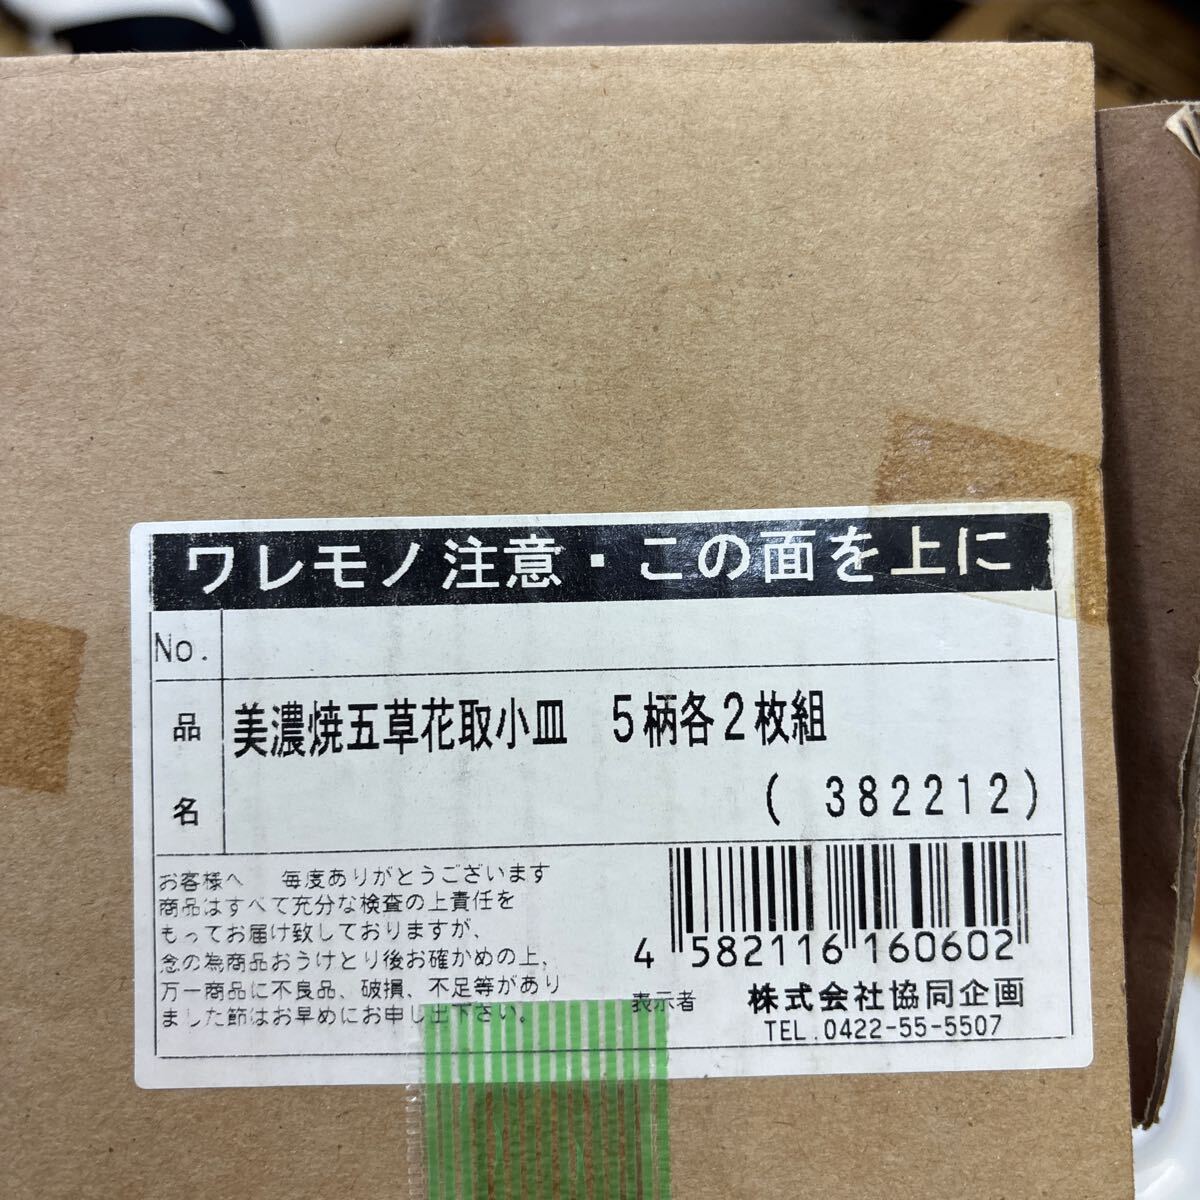 ワレモノ注意・この面を上に
No.
品名
美濃焼五草花取小皿　5柄各2枚組
( 382212)
お客様へ　毎度ありがとうございます
商品はすべて充分な検査の上責任を
もってお届け致しておりますが、
念の為商品おうけとり後お確かめの上、
万一商品に不良品、破損、不足等があり
ました節はお早めにお申し出下さい。
4 582116 160602
表示者　株式会社協同企画
TEL.0422-55-5507